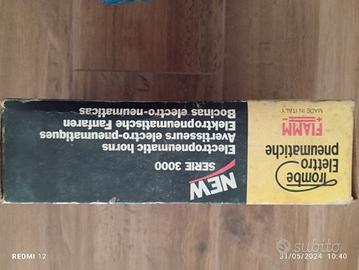 Trombe
Elettro
pneumatiche
FIAMM
MADE IN ITALY
NEW
SERIE 3000
Electropneumatic horns
Avertisseurs électro-pneumatiques
Elektropneumatische Fanfaren
Bocinas electro-neumaticas
REDMI 12
31/05/2024 10:40
subito